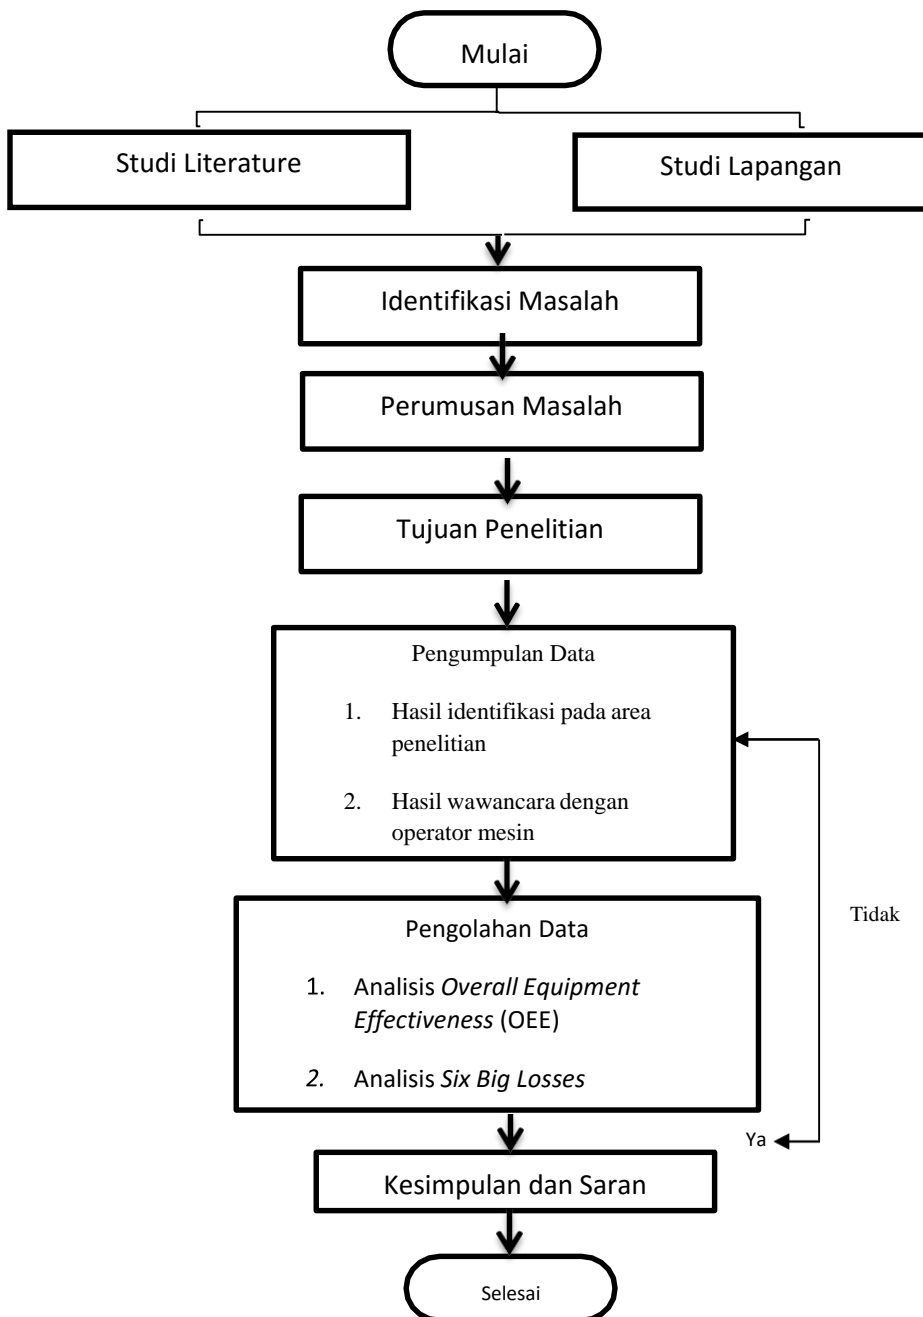 Mulai
Studi Literature
Studi Lapangan
Identifikasi Masalah
Perumusan Masalah
Tujuan Penelitian
Pengumpulan Data
1. Hasil identifikasi pada area
penelitian
2. Hasil wawancara dengan
operator mesin
Tidak
Pengolahan Data
1. Analisis Overall Equipment
Effectiveness (OEE)
2. Analisis Six Big Losses
Ya
Kesimpulan dan Saran
Selesai